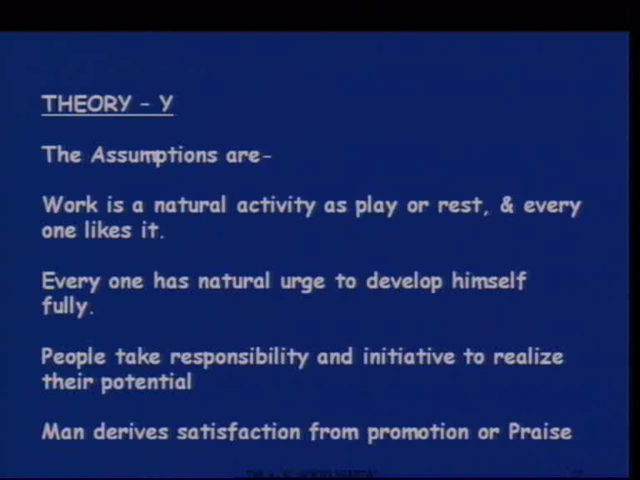 THEORY - Y
The Assumptions are-
Work is a natural activity as play or rest, & every
one likes it.
Every one has natural urge to develop himself
fully.
People take responsibility and initiative to realize
their potential
Man derives satisfaction from promotion or Praise